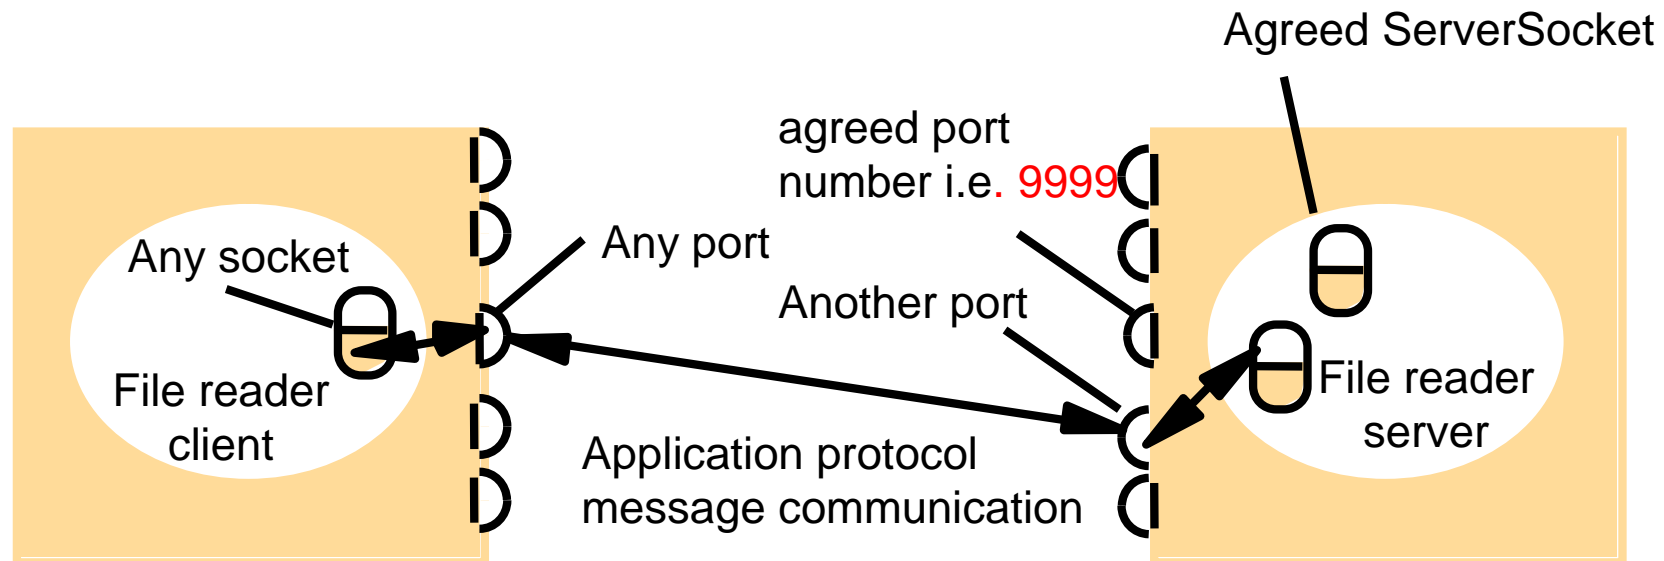 Agreed ServerSocket
agreed port
number i.e. 9999
Any socket
Any port
Another port
File reader
client
File reader
server
Application protocol
message communication